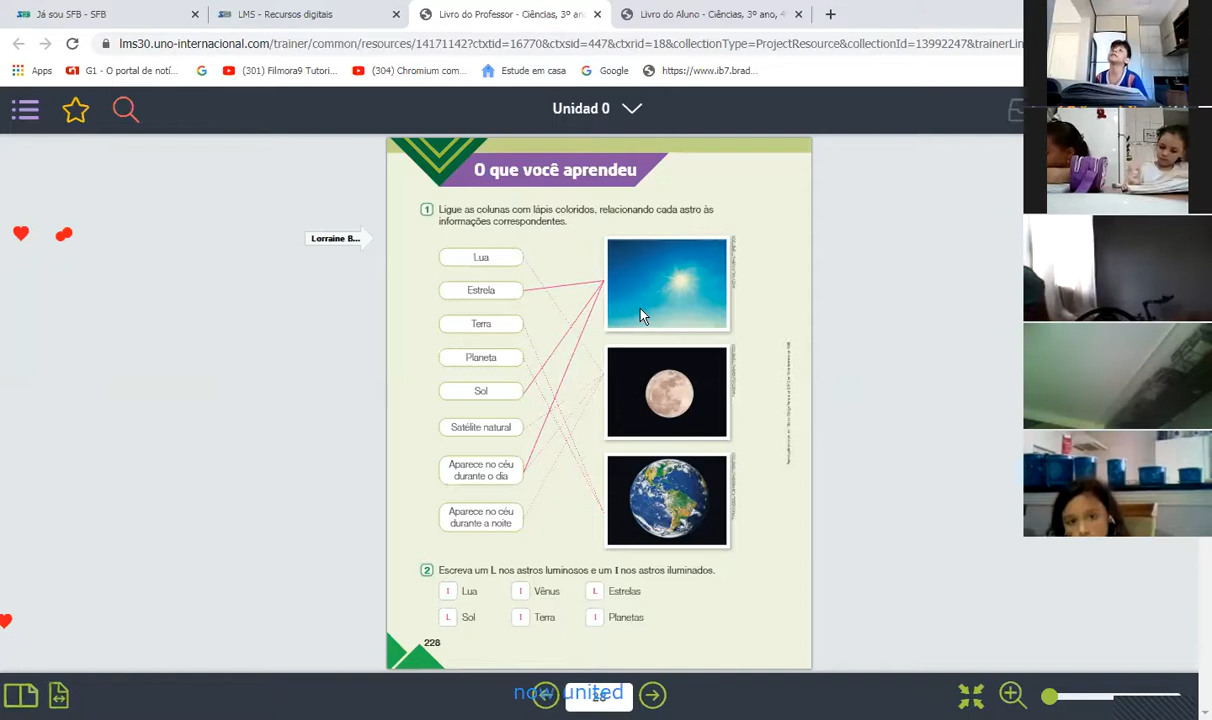 Já sou SFB - SFB
LMS - Recursos digitais
Livro do Professor - Ciências, 3º an
Livro do Aluno - Ciências, 3º ano, 4
lms30.uno-internacional.com/trainer/common/resources/14171142?ctxtid=16770&ctxsid=447&ctxrid=18&collectionType=ProjectResource&collectionId=13992247&trainerLin
Apps
G1 - O portal de notí...
(301) Filmora9 Tutori...
(304) Chromium com...
Estude em casa
Google
https://www.ib7.brad...
Unidad 0
O que você aprendeu
1 Ligue as colunas com lápis coloridos, relacionando cada astro às
informações correspondentes.
Lorraine B...
Lua
Estrela
Terra
Planeta
Sol
Satélite natural
Aparece no céu
durante o dia
Aparece no céu
durante a noite
2 Escreva um L nos astros luminosos e um I nos astros iluminados.
I Lua I Vênus L Estrelas
L Sol I Terra I Planetas
228
now united